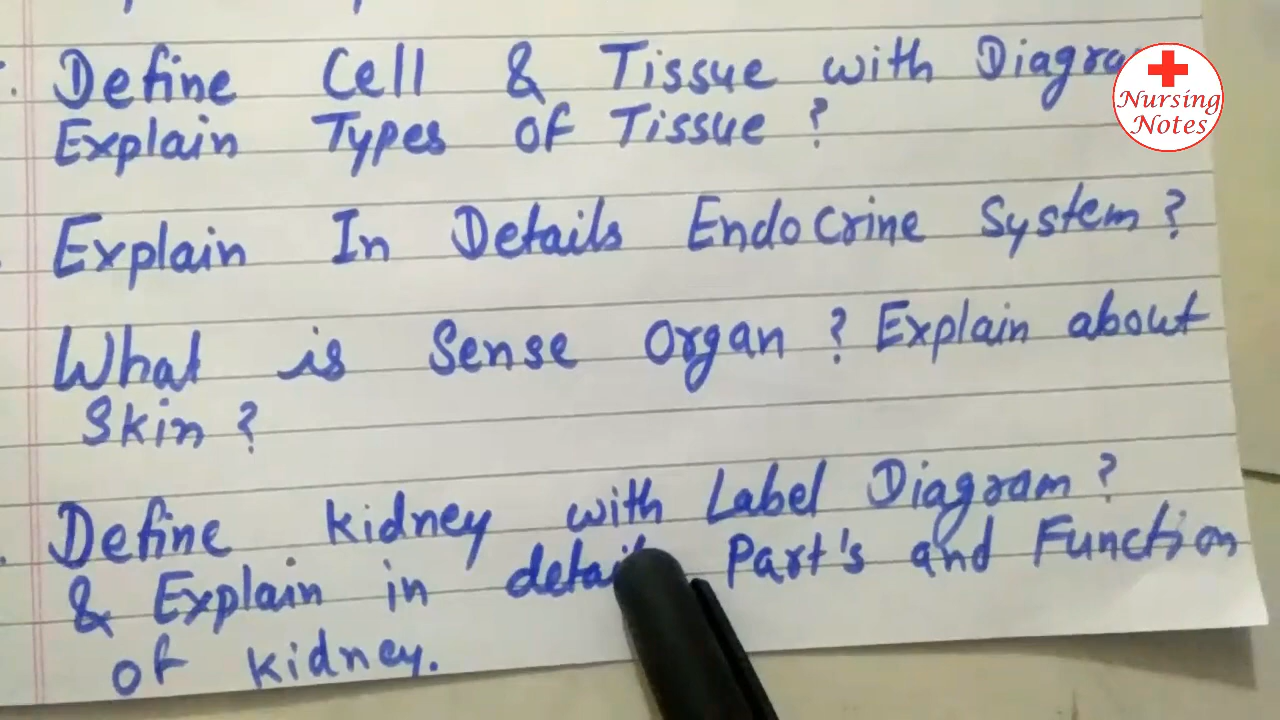 Define Cell & Tissue with Diagra
Explain Types of Tissue ?
Explain In Details Endocrine System ?
What is Sense Organ ? Explain about
Skin ?
Define kidney with Label Diagram ?
& Explain in detail Part's and Function
of kidney.
Nursing
Notes